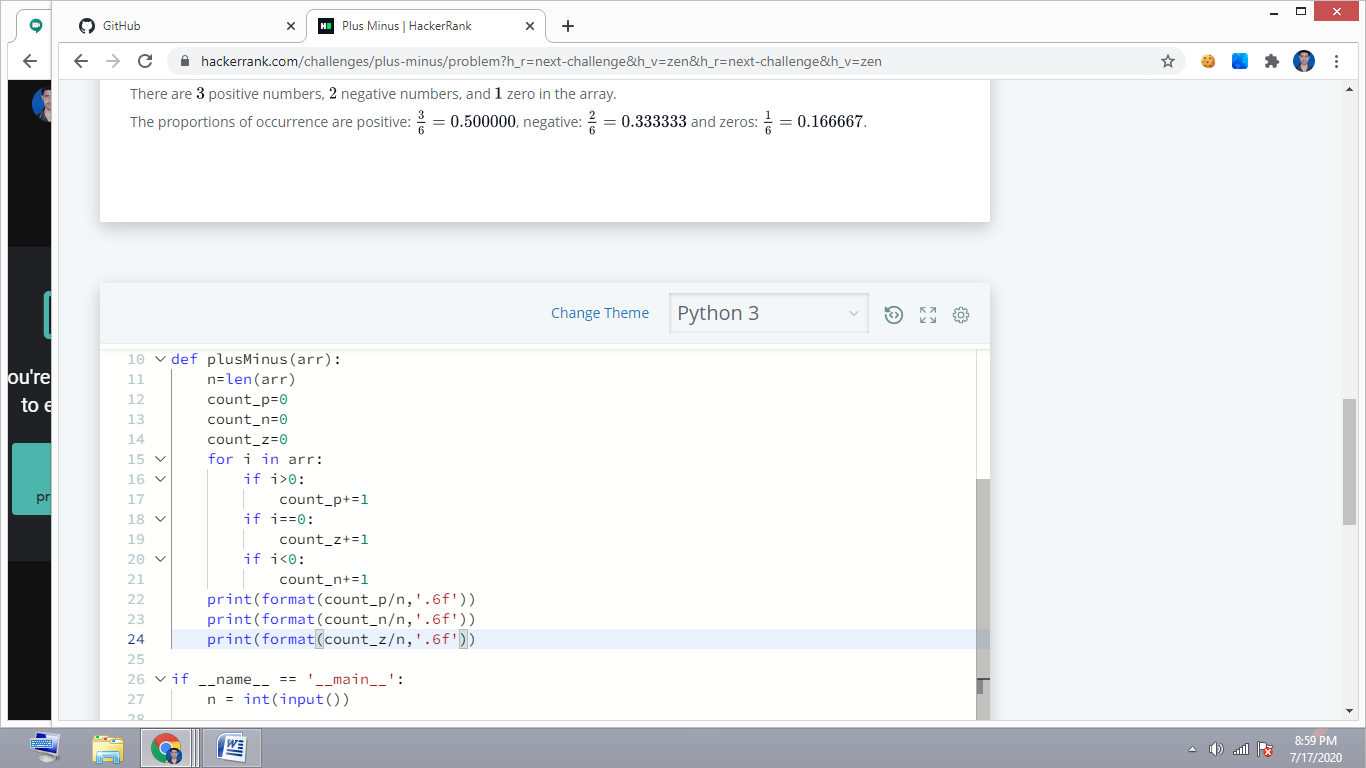 GitHub
Plus Minus | HackerRank
hackerrank.com/challenges/plus-minus/problem?h_r=next-challenge&h_v=zen&h_r=next-challenge&h_v=zen
There are 3 positive numbers, 2 negative numbers, and 1 zero in the array.
The proportions of occurrence are positive: 3/6 = 0.500000, negative: 2/6 = 0.333333 and zeros: 1/6 = 0.166667.
Change Theme
Python 3
ou're
to e
pr
10 def plusMinus(arr):
11     n=len(arr)
12     count_p=0
13     count_n=0
14     count_z=0
15     for i in arr:
16         if i>0:
17             count_p+=1
18         if i==0:
19             count_z+=1
20         if i<0:
21             count_n+=1
22     print(format(count_p/n,'.6f'))
23     print(format(count_n/n,'.6f'))
24     print(format(count_z/n,'.6f'))
25
26 if __name__ == '__main__':
27     n = int(input())
28
8:59 PM
7/17/2020